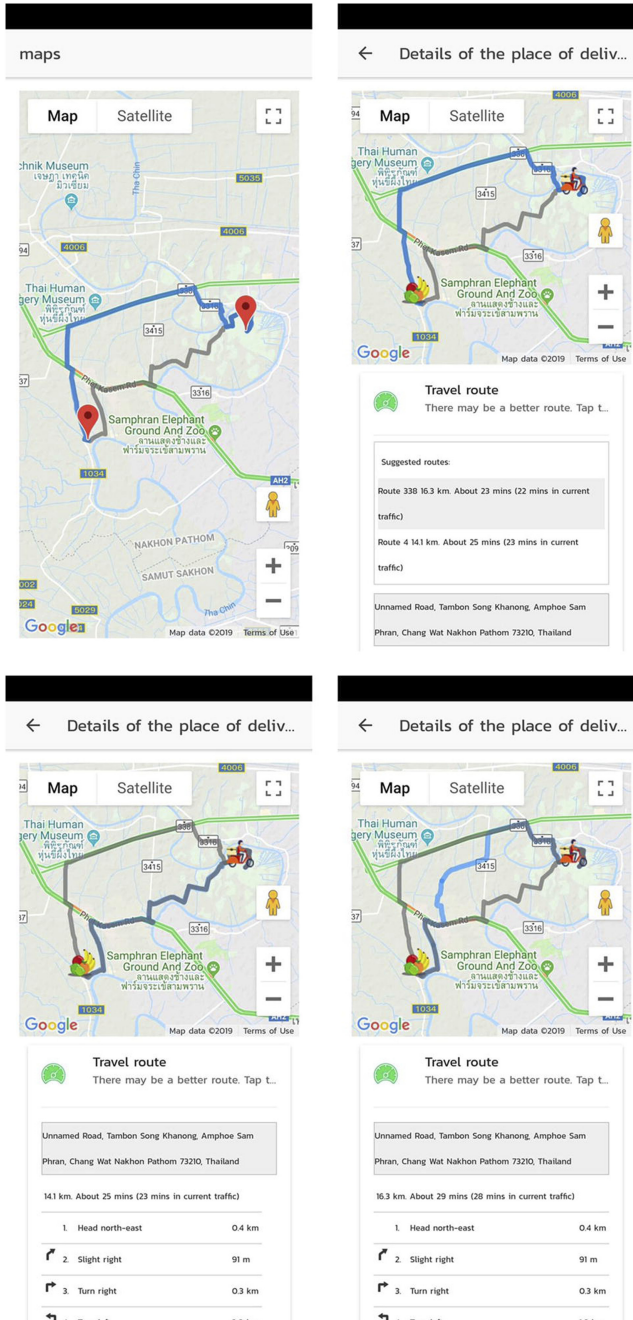 maps
Map
Satellite
chnik Museum
เจษฎา เทคนิค
มิวเซียม
Tha Chin
5035
4006
94
4006
Thai Human
gery Museum
พิพิธภัณฑ์
หุ่นขี้ผึ้งไทย
338
3316
3415
37
Phet Kasem Rd
3316
Samphran Elephant
Ground And Zoo
ลานแสดงช้างและ
ฟาร์มจระเข้สามพราน
1034
AH2
NAKHON PATHOM
SAMUT SAKHON
5029
Tha Chin
Google
Map data ©2019
Terms of Use
Details of the place of deliv...
4006
Map
Satellite
94
Thai Human
gery Museum
พิพิธภัณฑ์
หุ่นขี้ผึ้งไทย
338
3316
3415
37
3316
Samphran Elephant
Ground And Zoo
ลานแสดงช้างและ
ฟาร์มจระเข้สามพราน
1034
Google
Map data ©2019
Terms of Use
Travel route
There may be a better route. Tap t...
Suggested routes:
Route 338 16.3 km. About 23 mins (22 mins in current
traffic)
Route 4 14.1 km. About 25 mins (23 mins in current
traffic)
Unnamed Road, Tambon Song Khanong, Amphoe Sam
Phran, Chang Wat Nakhon Pathom 73210, Thailand
Details of the place of deliv...
4006
Map
Satellite
Thai Human
gery Museum
พิพิธภัณฑ์
หุ่นขี้ผึ้งไทย
338
3316
3415
3316
Samphran Elephant
Ground And Zoo
ลานแสดงช้างและ
ฟาร์มจระเข้สามพราน
1034
Google
Map data ©2019
Terms of Use
Travel route
There may be a better route. Tap t...
Unnamed Road, Tambon Song Khanong, Amphoe Sam
Phran, Chang Wat Nakhon Pathom 73210, Thailand
14.1 km. About 25 mins (23 mins in current traffic)
1. Head north-east 0.4 km
2. Slight right 91 m
3. Turn right 0.3 km
Details of the place of deliv...
4006
Map
Satellite
94
Thai Human
gery Museum
พิพิธภัณฑ์
หุ่นขี้ผึ้งไทย
338
3316
3415
37
3316
Samphran Elephant
Ground And Zoo
ลานแสดงช้างและ
ฟาร์มจระเข้สามพราน
1034
Google
Map data ©2019
Terms of Use
Travel route
There may be a better route. Tap t...
Unnamed Road, Tambon Song Khanong, Amphoe Sam
Phran, Chang Wat Nakhon Pathom 73210, Thailand
16.3 km. About 29 mins (28 mins in current traffic)
1. Head north-east 0.4 km
2. Slight right 91 m
3. Turn right 0.3 km